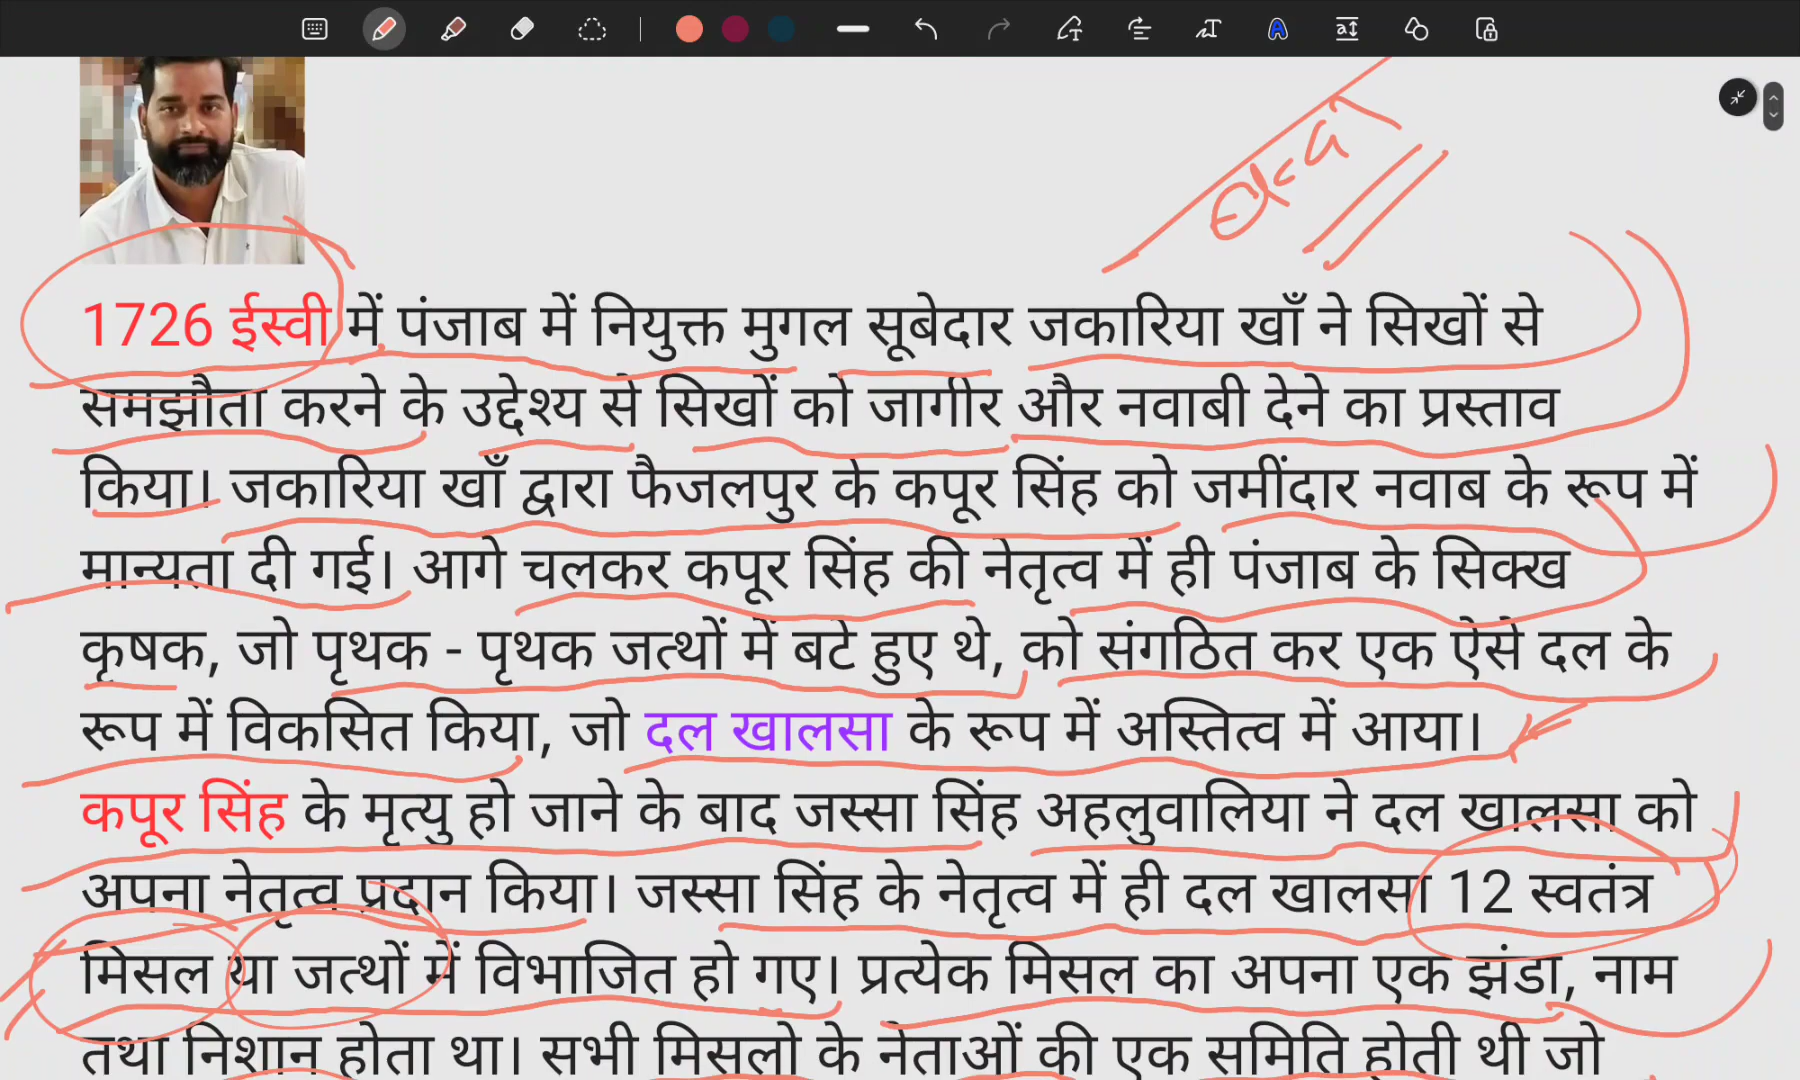 1726 ईस्वी में पंजाब में नियुक्त मुगल सूबेदार जकारिया खाँ ने सिखों से
समझौता करने के उद्देश्य से सिखों को जागीर और नवाबी देने का प्रस्ताव
किया। जकारिया खाँ द्वारा फैजलपुर के कपूर सिंह को जमींदार नवाब के रूप में
मान्यता दी गई। आगे चलकर कपूर सिंह की नेतृत्व में ही पंजाब के सिक्ख
कृषक, जो पृथक - पृथक जत्थों में बटे हुए थे, को संगठित कर एक ऐसे दल के
रूप में विकसित किया, जो दल खालसा के रूप में अस्तित्व में आया।
कपूर सिंह के मृत्यु हो जाने के बाद जस्सा सिंह अहलुवालिया ने दल खालसा को
अपना नेतृत्व प्रदान किया। जस्सा सिंह के नेतृत्व में ही दल खालसा 12 स्वतंत्र
मिसल या जत्थों में विभाजित हो गए। प्रत्येक मिसल का अपना एक झंडा, नाम
तथा निशान होता था। सभी मिसलो के नेताओं की एक समिति होती थी जो